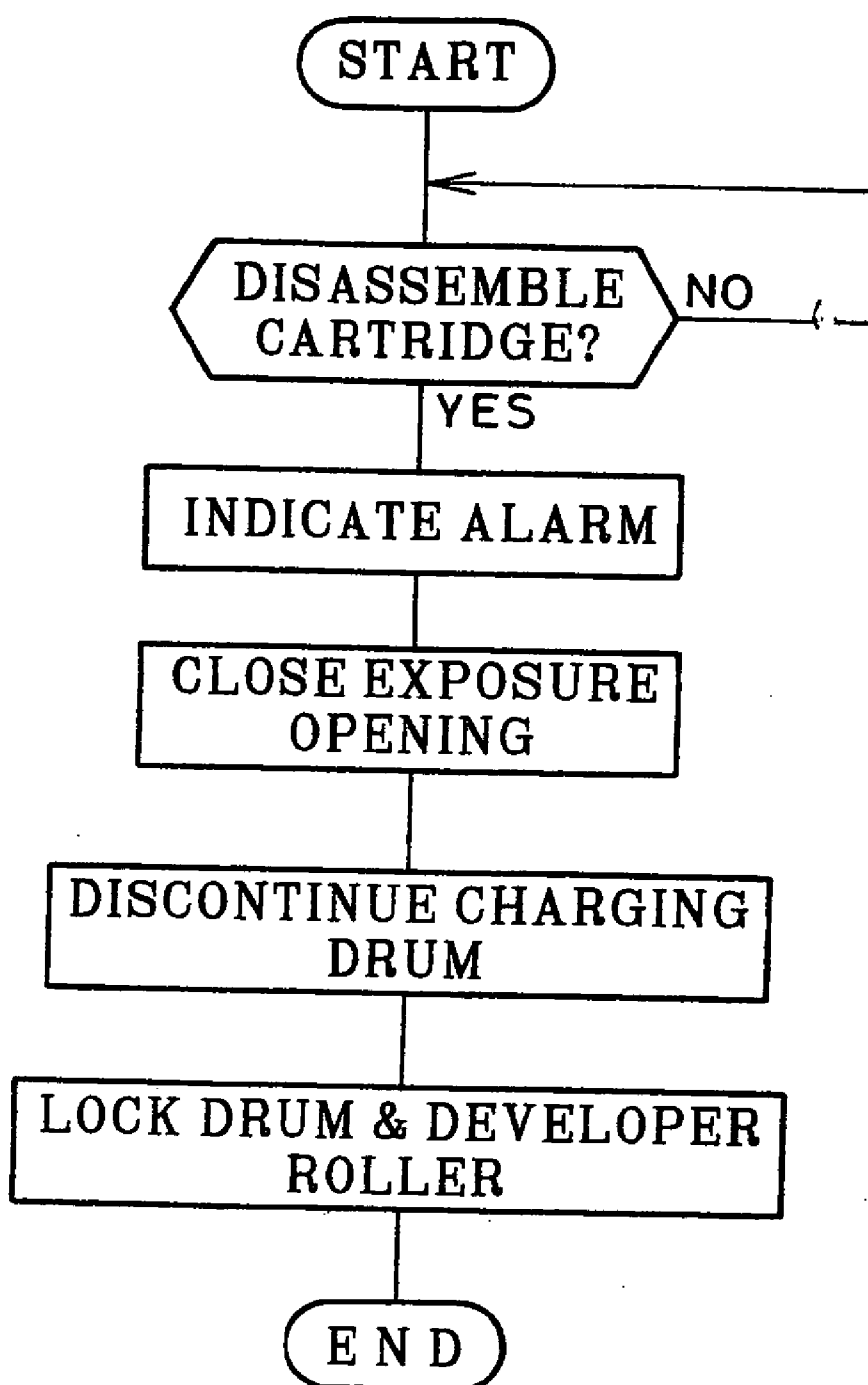 START
DISASSEMBLE
CARTRIDGE?
NO
YES
INDICATE ALARM
CLOSE EXPOSURE
OPENING
DISCONTINUE CHARGING
DRUM
LOCK DRUM & DEVELOPER
ROLLER
END